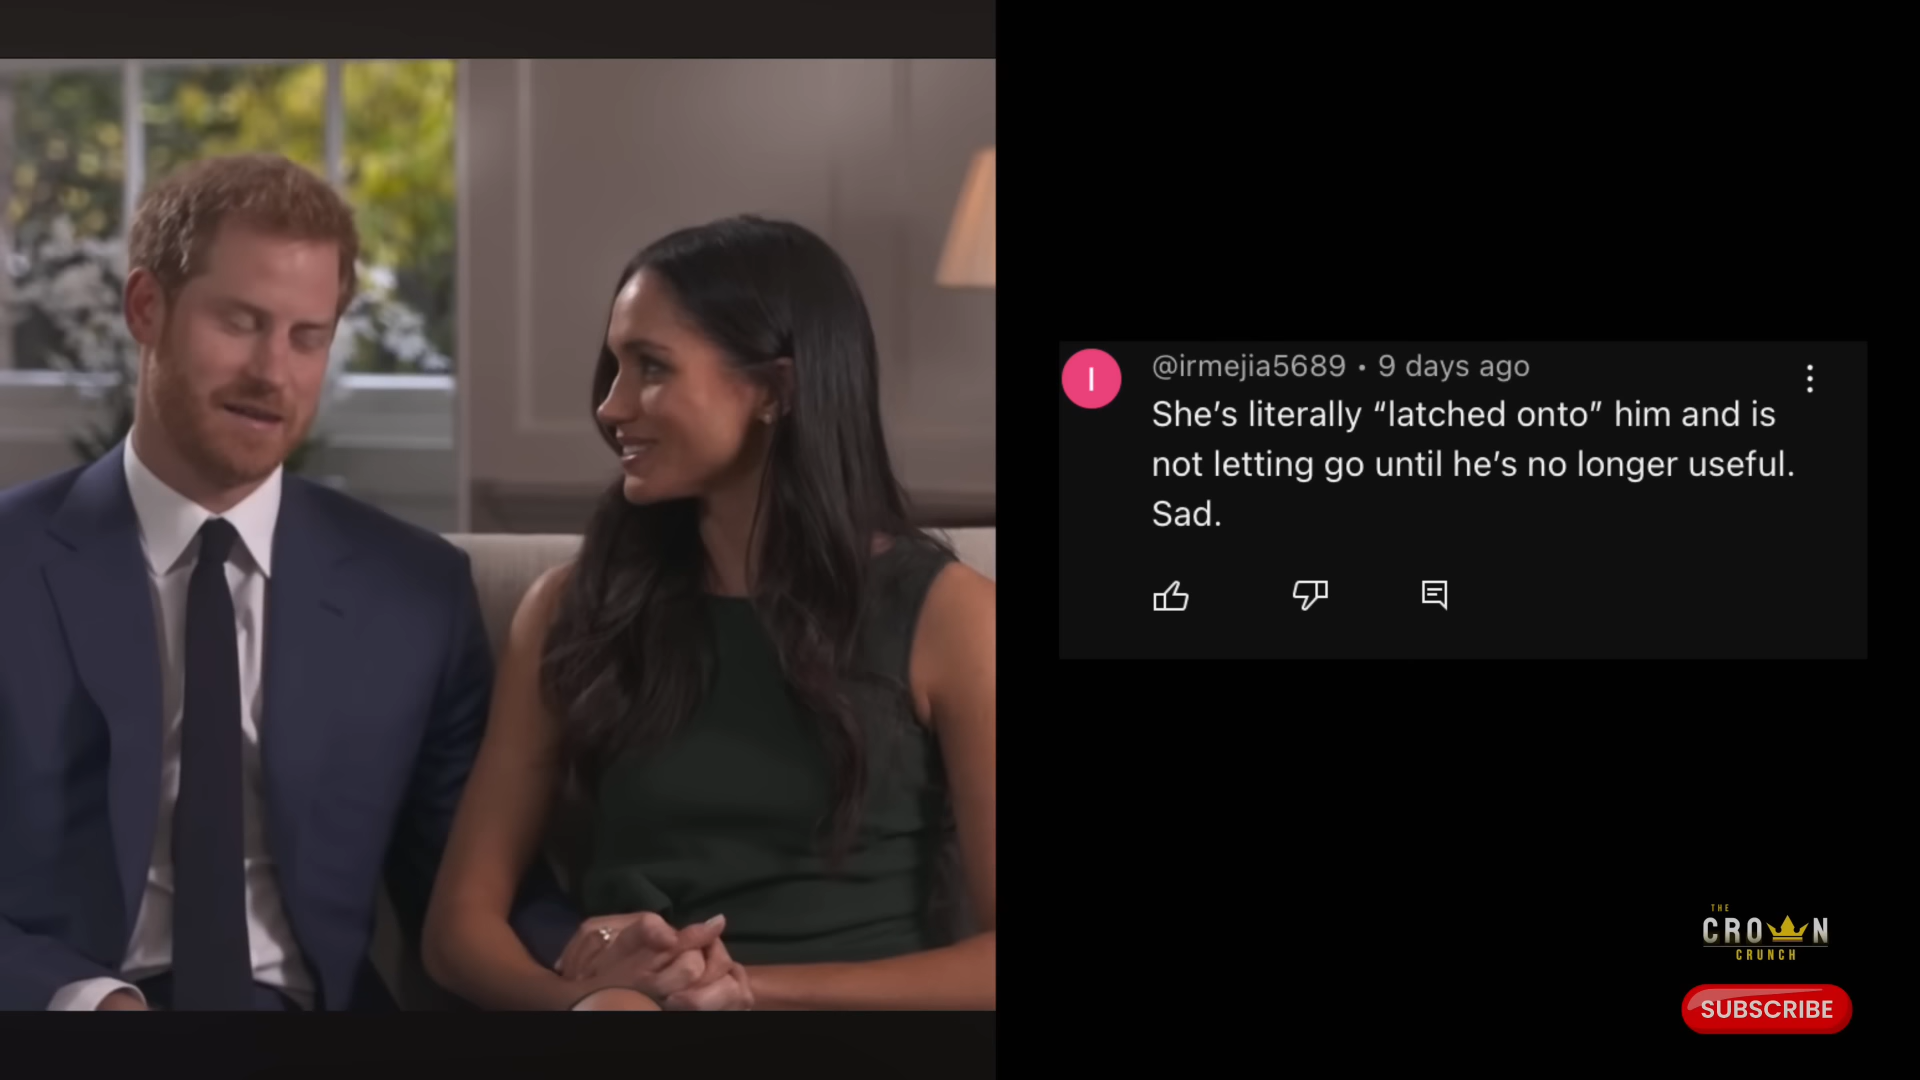 @irmejia5689 • 9 days ago
I
She’s literally “latched onto” him and is
not letting go until he’s no longer useful.
Sad.
THE
CROWN
CRUNCH
SUBSCRIBE